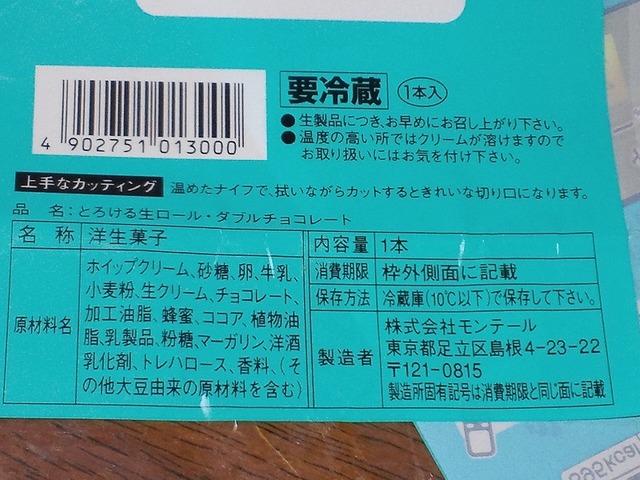 要冷蔵 1本入
●生製品につき、お早めにお召し上がり下さい。
●温度の高い所ではクリームが溶けますので
お取り扱いにはお気を付け下さい。
4 902751 013000
上手なカッティング 温めたナイフで、拭いながらカットするときれいな切り口になります。
品 名:とろける生ロール・ダブルチョコレート
名 称 洋生菓子
原材料名
ホイップクリーム、砂糖、卵、牛乳、
小麦粉、生クリーム、チョコレート、
加工油脂、蜂蜜、ココア、植物油
脂、乳製品、粉糖、マーガリン、洋酒
乳化剤、トレハロース、香料、(そ
の他大豆由来の原材料を含む)
内容量 1本
消費期限 枠外側面に記載
保存方法 冷蔵庫(10℃以下)で保存して下さい。
製造者
株式会社モンテール
東京都足立区島根4-23-22
〒121-0815
製造所固有記号は消費期限と同じ面に記載
595kcal